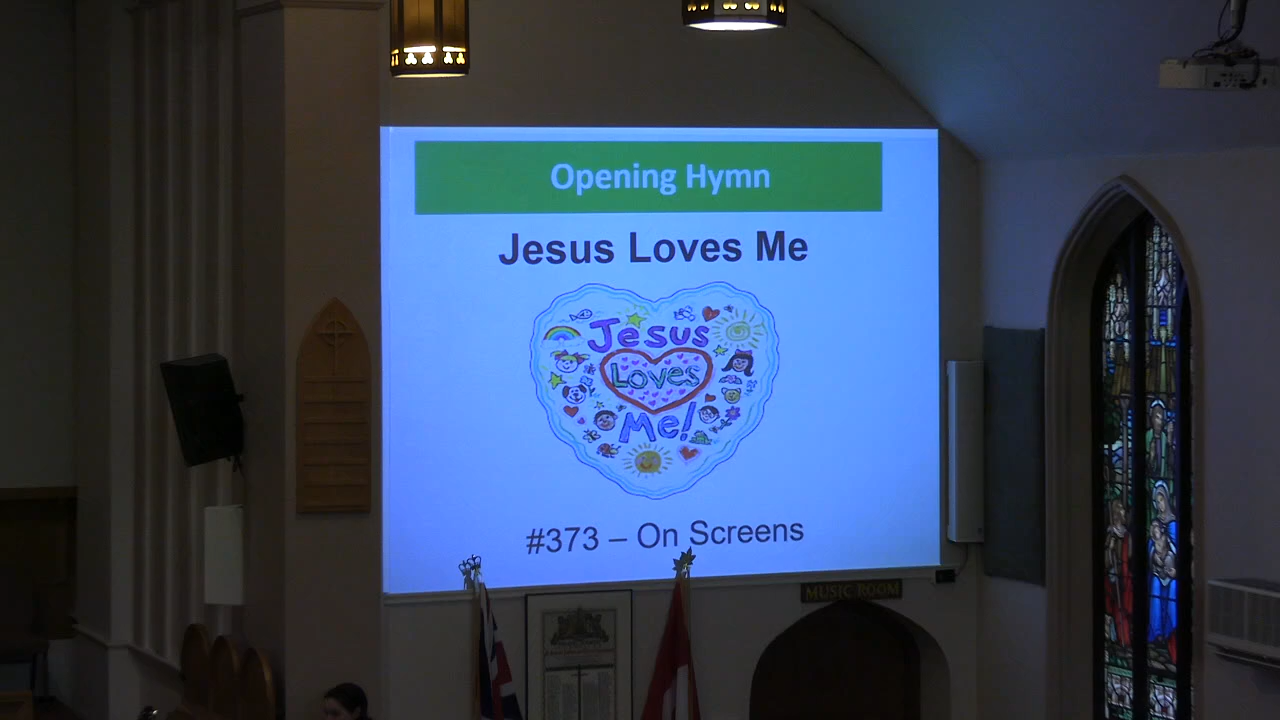 Opening Hymn
Jesus Loves Me
Jesus
Loves
Me!
#373 – On Screens
MUSIC ROOM